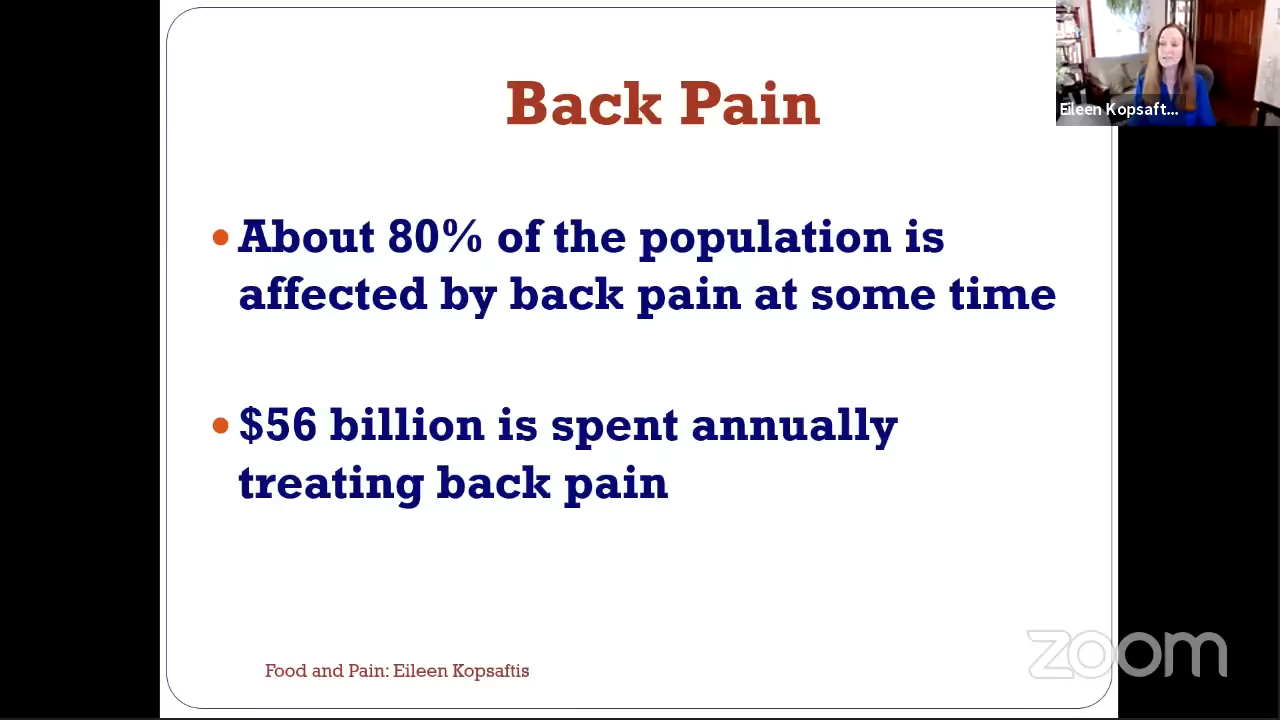 Back Pain
Eileen Kopsaft...
• About 80% of the population is
affected by back pain at some time
• $56 billion is spent annually
treating back pain
Food and Pain: Eileen Kopsaftis
zoom